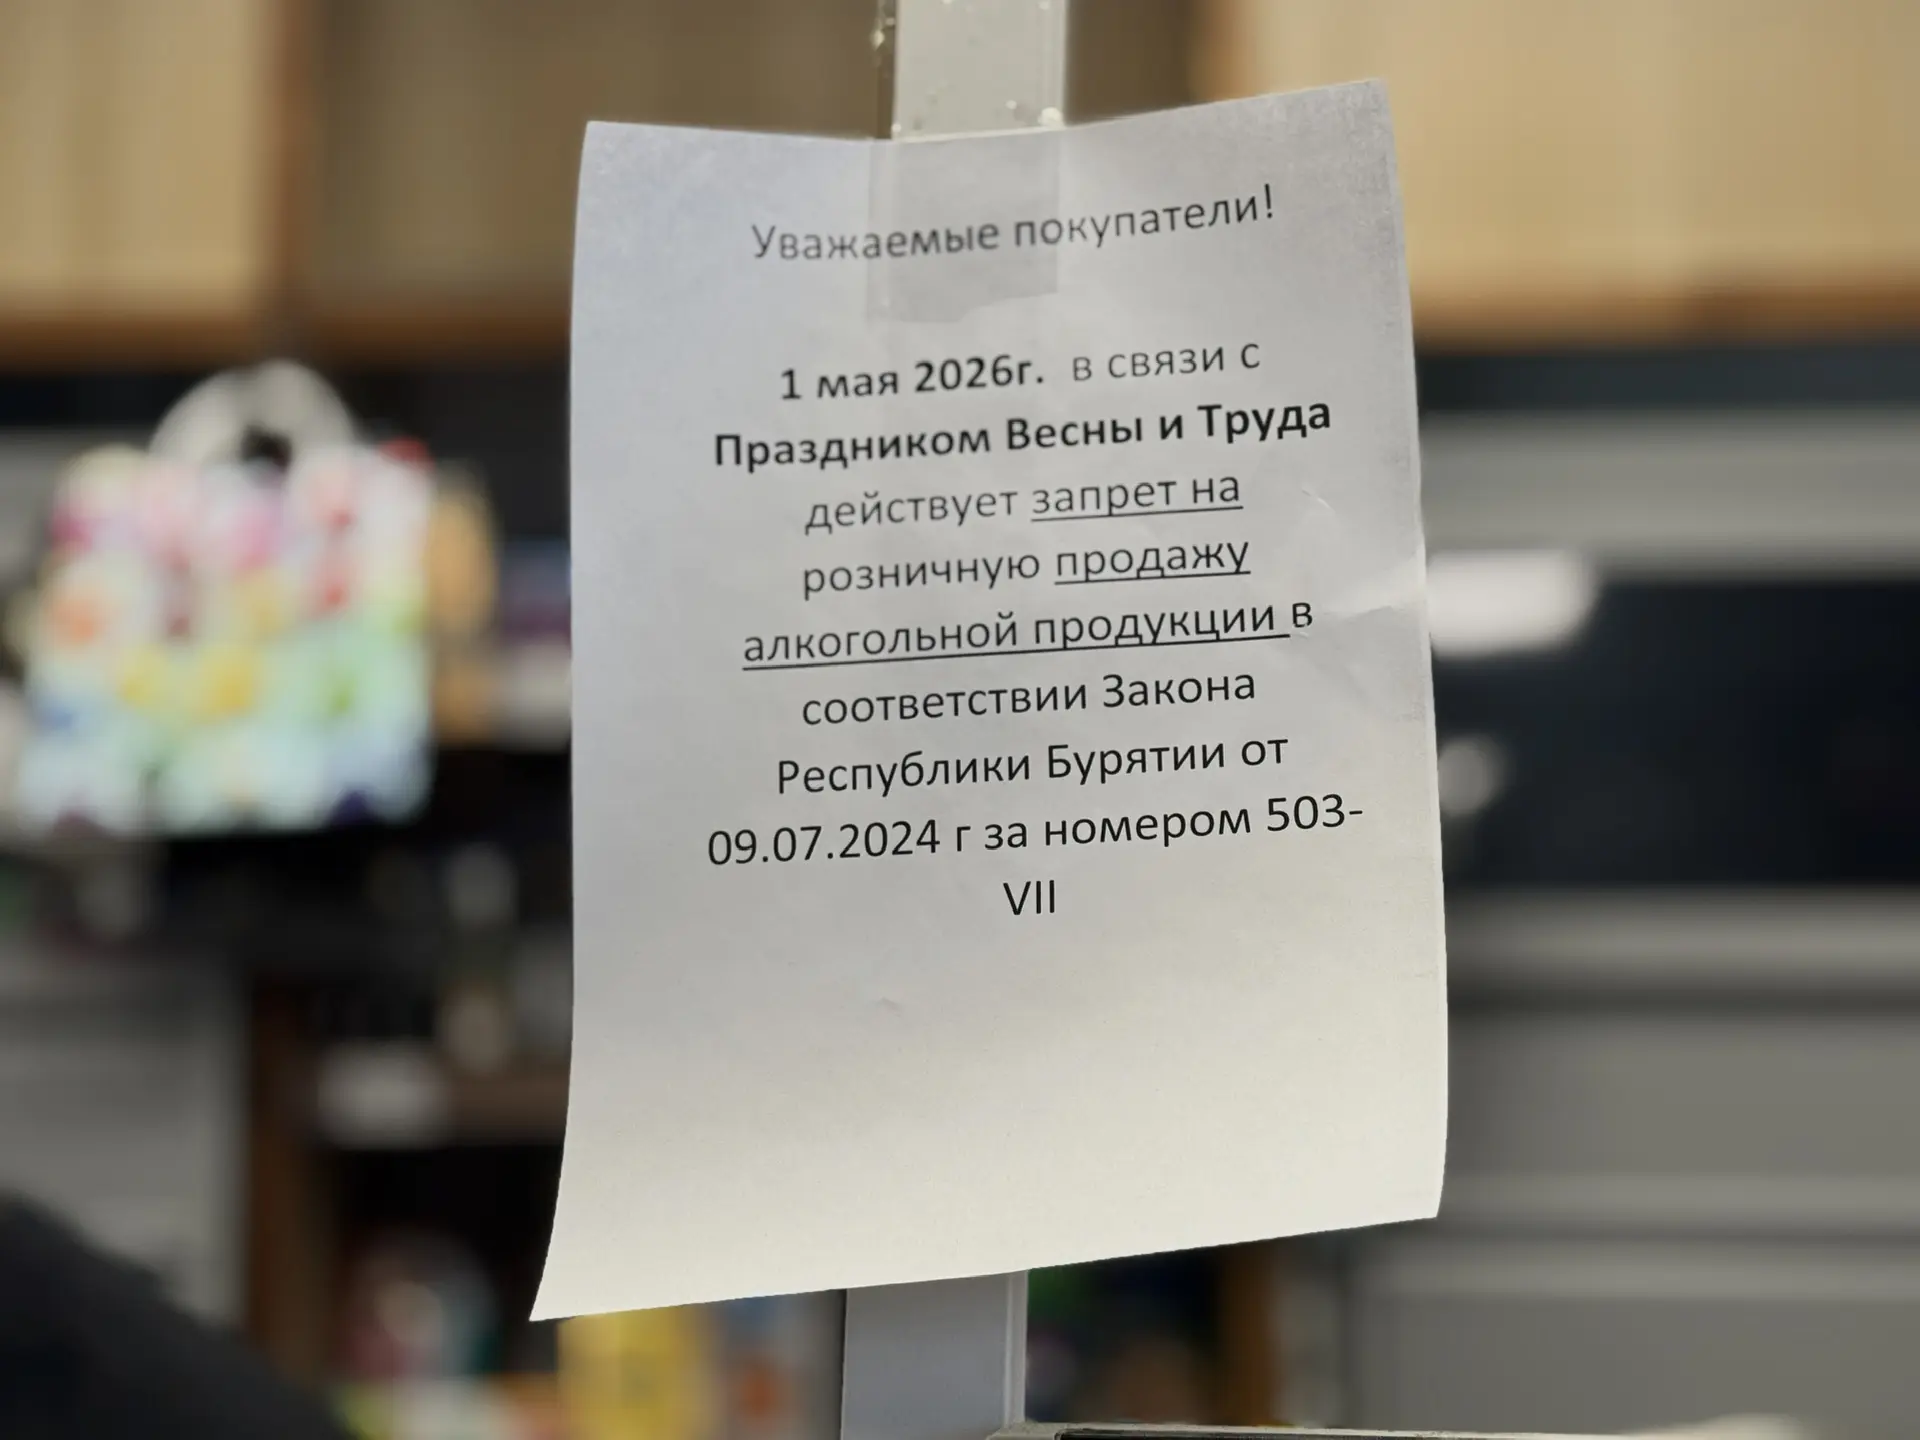 Уважаемые покупатели!
1 мая 2026г. в связи с
Праздником Весны и Труда
действует запрет на
розничную продажу
алкогольной продукции в
соответствии Закона
Республики Бурятии от
09.07.2024 г за номером 503-
VII